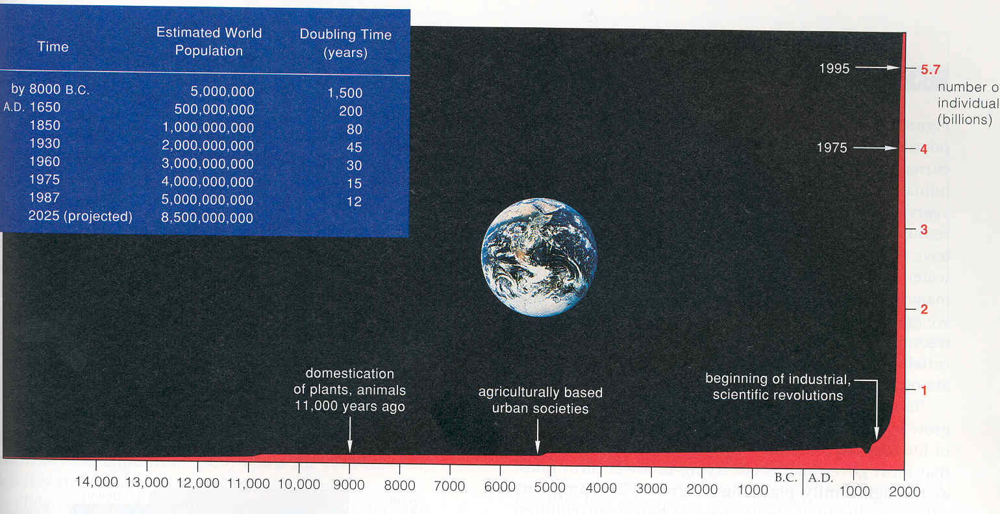 Time Estimated World Population Doubling Time (years)
by 8000 B.C. 5,000,000 1,500
A.D. 1650 500,000,000 200
1850 1,000,000,000 80
1930 2,000,000,000 45
1960 3,000,000,000 30
1975 4,000,000,000 15
1987 5,000,000,000 12
2025 (projected) 8,500,000,000
1995
5.7
number o
individual
(billions)
1975
4
3
2
1
domestication
of plants, animals
11,000 years ago
agriculturally based
urban societies
beginning of industrial,
scientific revolutions
14,000 13,000 12,000 11,000 10.000 9000 8000 7000 6000 5000 4000 3000 2000 1000 B.C. A.D. 1000 2000